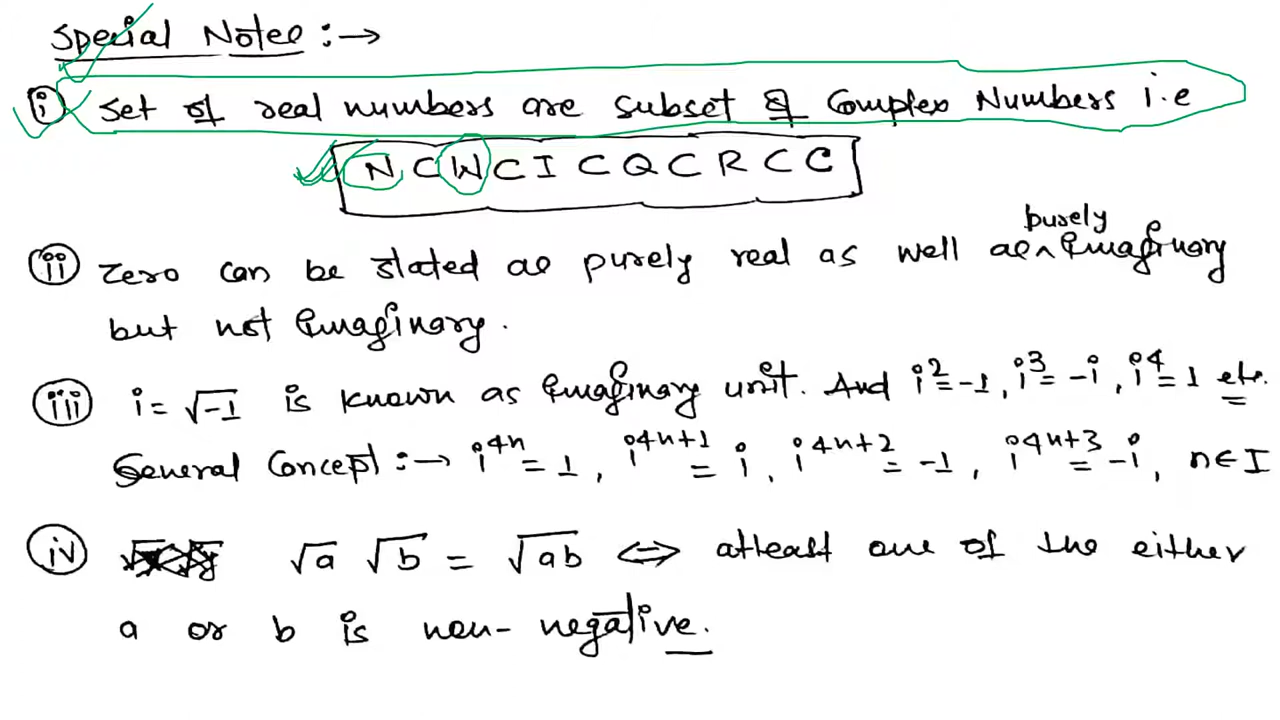 Special Notes :→
(i) Set of real numbers are subset of Complex Numbers i.e
N ⊂ W ⊂ I ⊂ Q ⊂ R ⊂ C
(ii) Zero can be stated as purely real as well as ^ purely imaginary
but not imaginary.
(iii) i = √-1 is known as imaginary unit. And i² = -1, i³ = -i, i⁴ = 1 etc.
General Concept :→ i⁴ⁿ = 1, i⁴ⁿ⁺¹ = i, i⁴ⁿ⁺² = -1, i⁴ⁿ⁺³ = -i, n ∈ I
(iv) √a √b = √ab ⇔ atleast one of the either
a or b is non-negative.